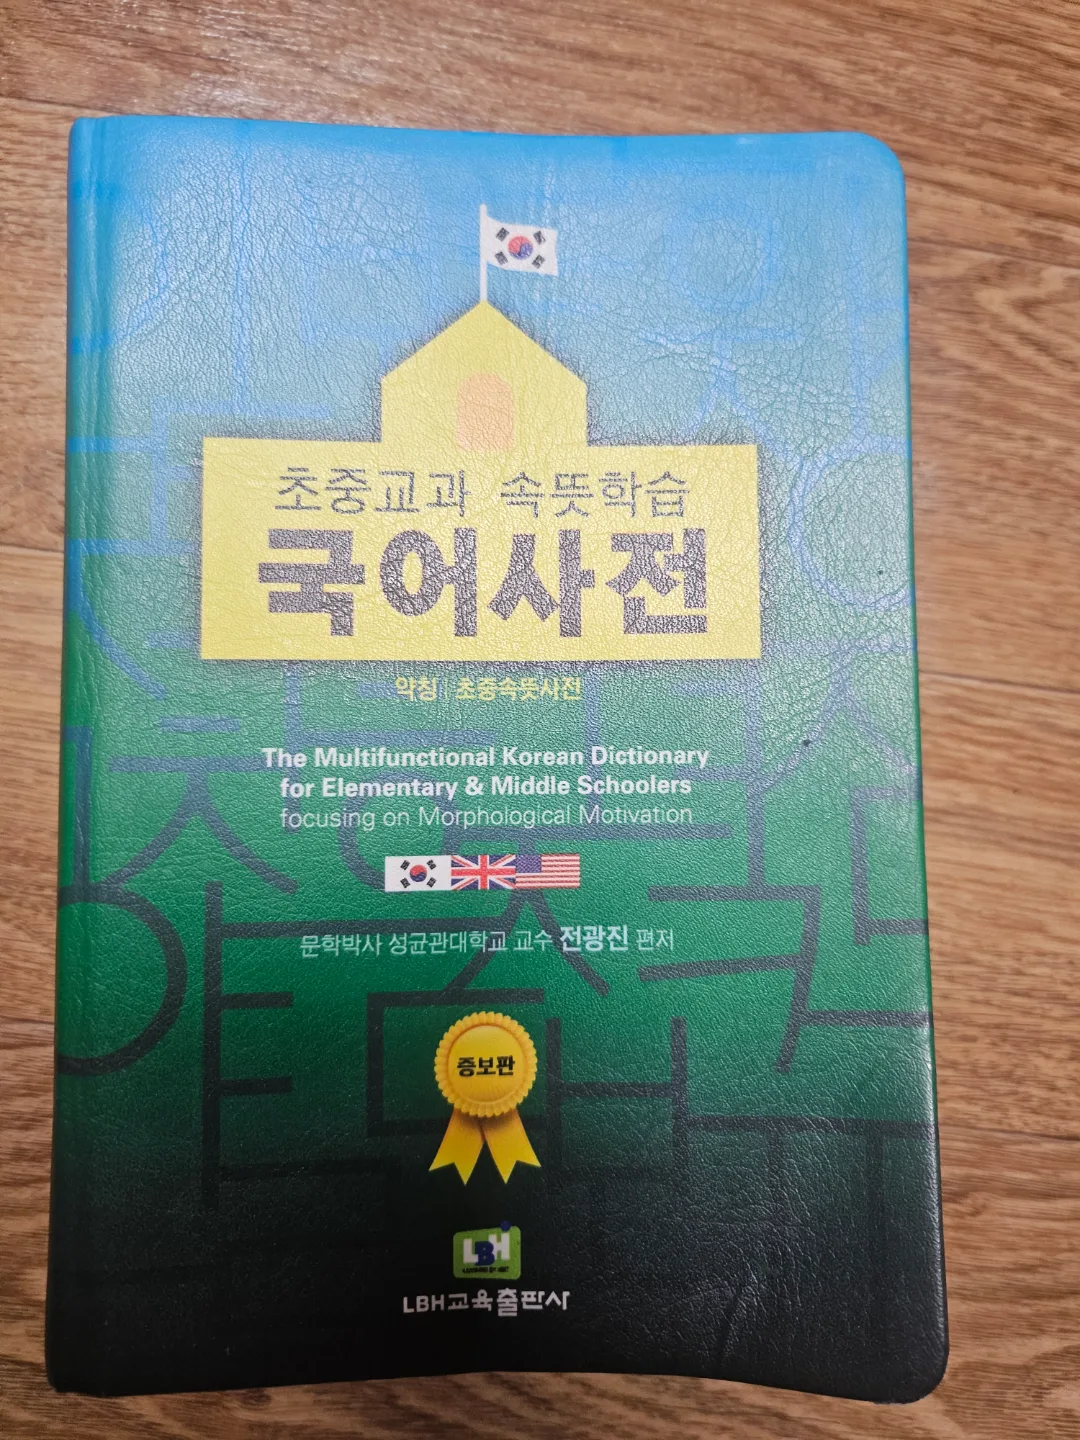 초중교과 속뜻학습
국어사전
약칭 | 초중속뜻사전
The Multifunctional Korean Dictionary
for Elementary & Middle Schoolers
focusing on Morphological Motivation
문학박사 성균관대학교 교수 전광진 편저
증보판
LBH
LBH교육출판사